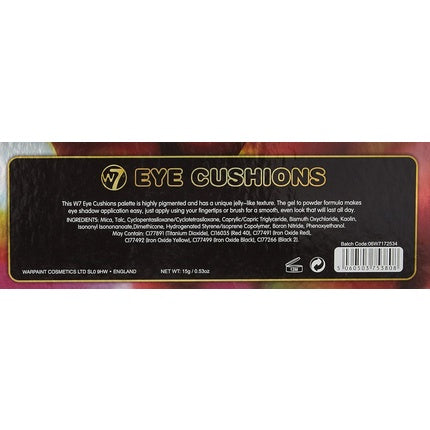 W7 EYE CUSHIONS
This W7 Eye Cushions palette is highly pigmented and has a unique jelly-like texture. The gel to powder formula makes
eye shadow application easy, just apply using your fingertips or brush for a smooth, even look that will last all day.
INGREDIENTS: Mica, Talc, Cyclopentasiloxane/Cyclotetrasiloxane, Caprylic/Capric Triglyceride, Bismuth Oxychloride, Kaolin,
Isononyl Isononanoate, Dimethicone, Hydrogenated Styrene/Isoprene Copolymer, Boron Nitride, Phenoxyethanol.
May Contain: CI77891 (Titanium Dioxide), CI16035 (Red 40), CI77491 (Iron Oxide Red),
CI77492 (Iron Oxide Yellow), CI77499 (Iron Oxide Black), CI77266 (Black 2).
Batch Code:06W7172534
5 060503 753808
12M
WARPAINT COSMETICS LTD SL0 9HW • ENGLAND
NET WT/ 15g / 0.53oz